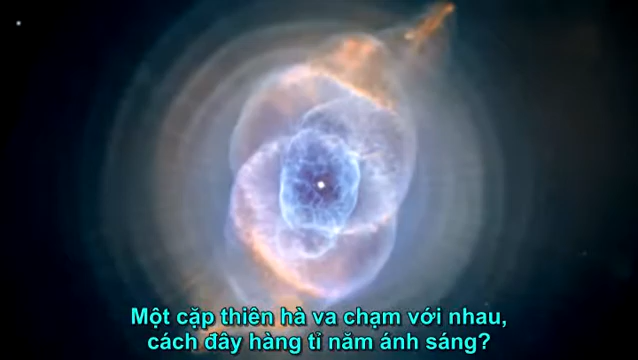 Một cặp thiên hà va chạm với nhau,
cách đây hàng tỉ năm ánh sáng?